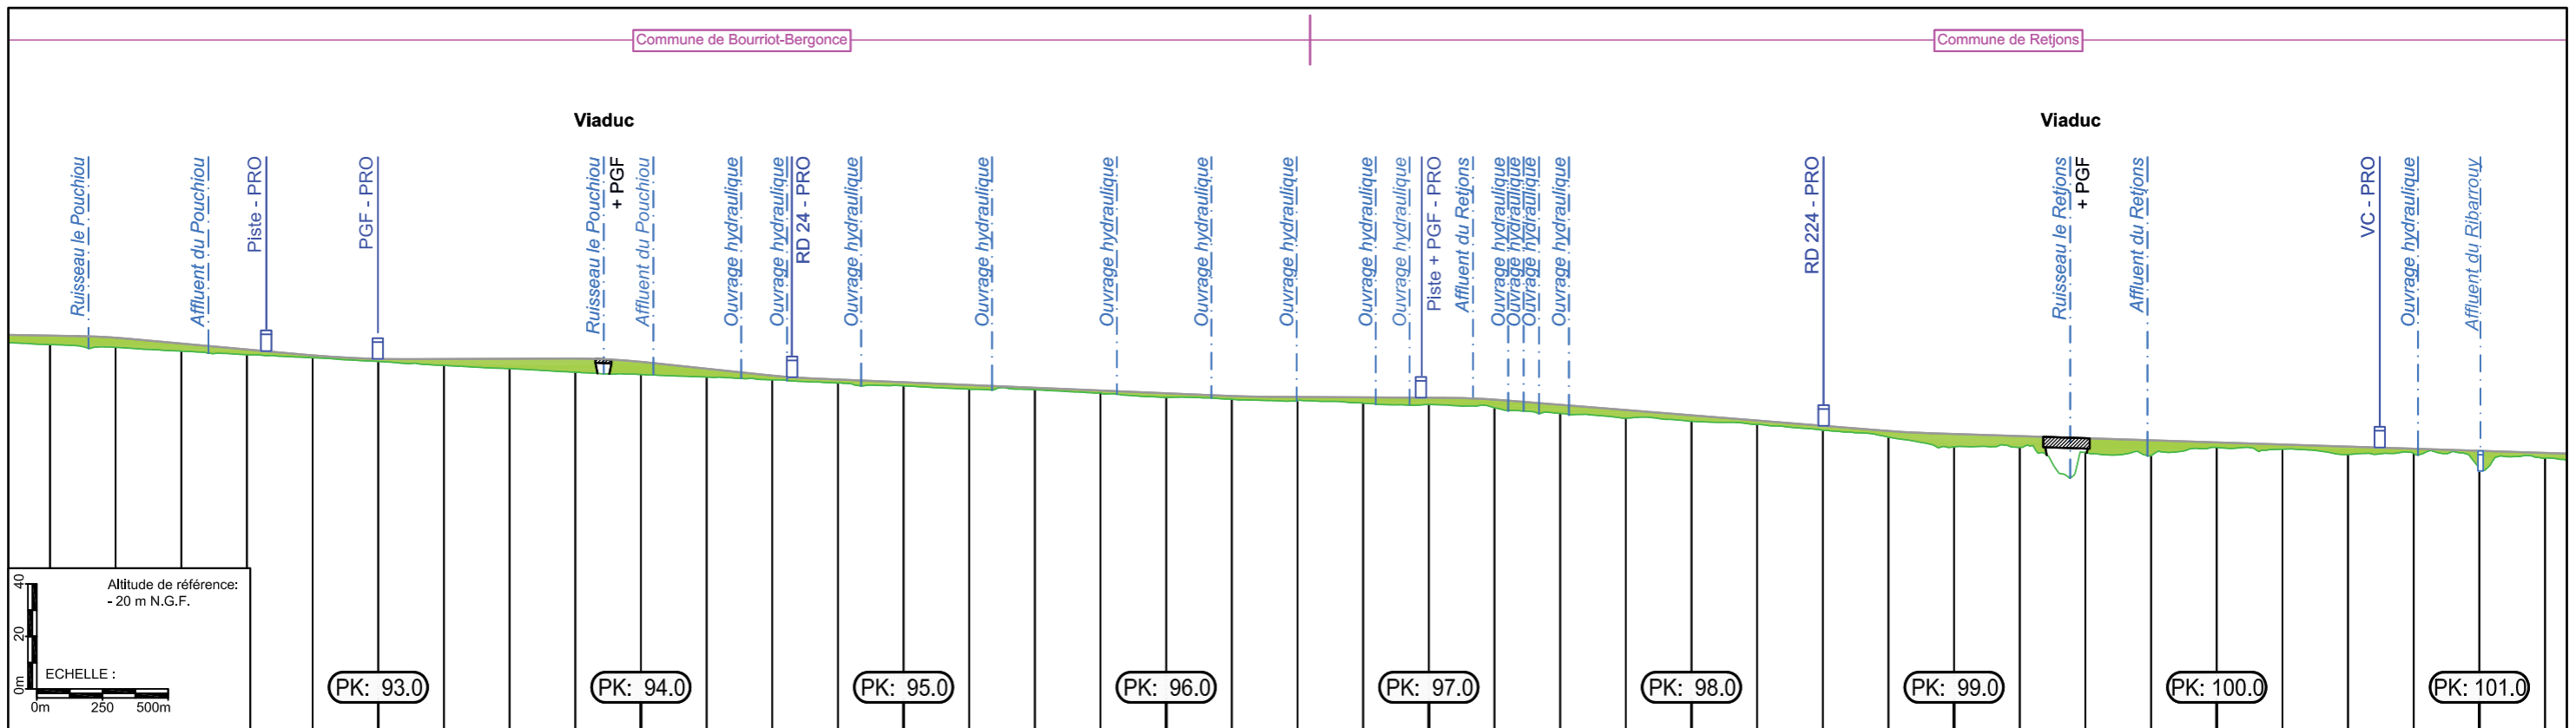 Commune de Bourriot-Bergonce
Commune de Retjons
Viaduc
Viaduc
Ruisseau le Pouchiou
Affluent du Pouchiou
Piste - PRO
PGF - PRO
Ruisseau le Pouchiou
+ PGF
Affluent du Pouchiou
Ouvrage hydraulique
Ouvrage hydraulique
RD 24 - PRO
Ouvrage hydraulique
Ouvrage hydraulique
Ouvrage hydraulique
Ouvrage hydraulique
Ouvrage hydraulique
Ouvrage hydraulique
Ouvrage hydraulique
Piste + PGF - PRO
Affluent du Retjons
Ouvrage hydraulique
Ouvrage hydraulique
Ouvrage hydraulique
Ouvrage hydraulique
RD 224 - PRO
Ruisseau le Retjons
+ PGF
Affluent du Retjons
VC - PRO
Ouvrage hydraulique
Affluent du Ribarrouy
Altitude de référence:
- 20 m N.G.F.
40
20
0m
ECHELLE :
0m 250 500m
PK: 93.0
PK: 94.0
PK: 95.0
PK: 96.0
PK: 97.0
PK: 98.0
PK: 99.0
PK: 100.0
PK: 101.0